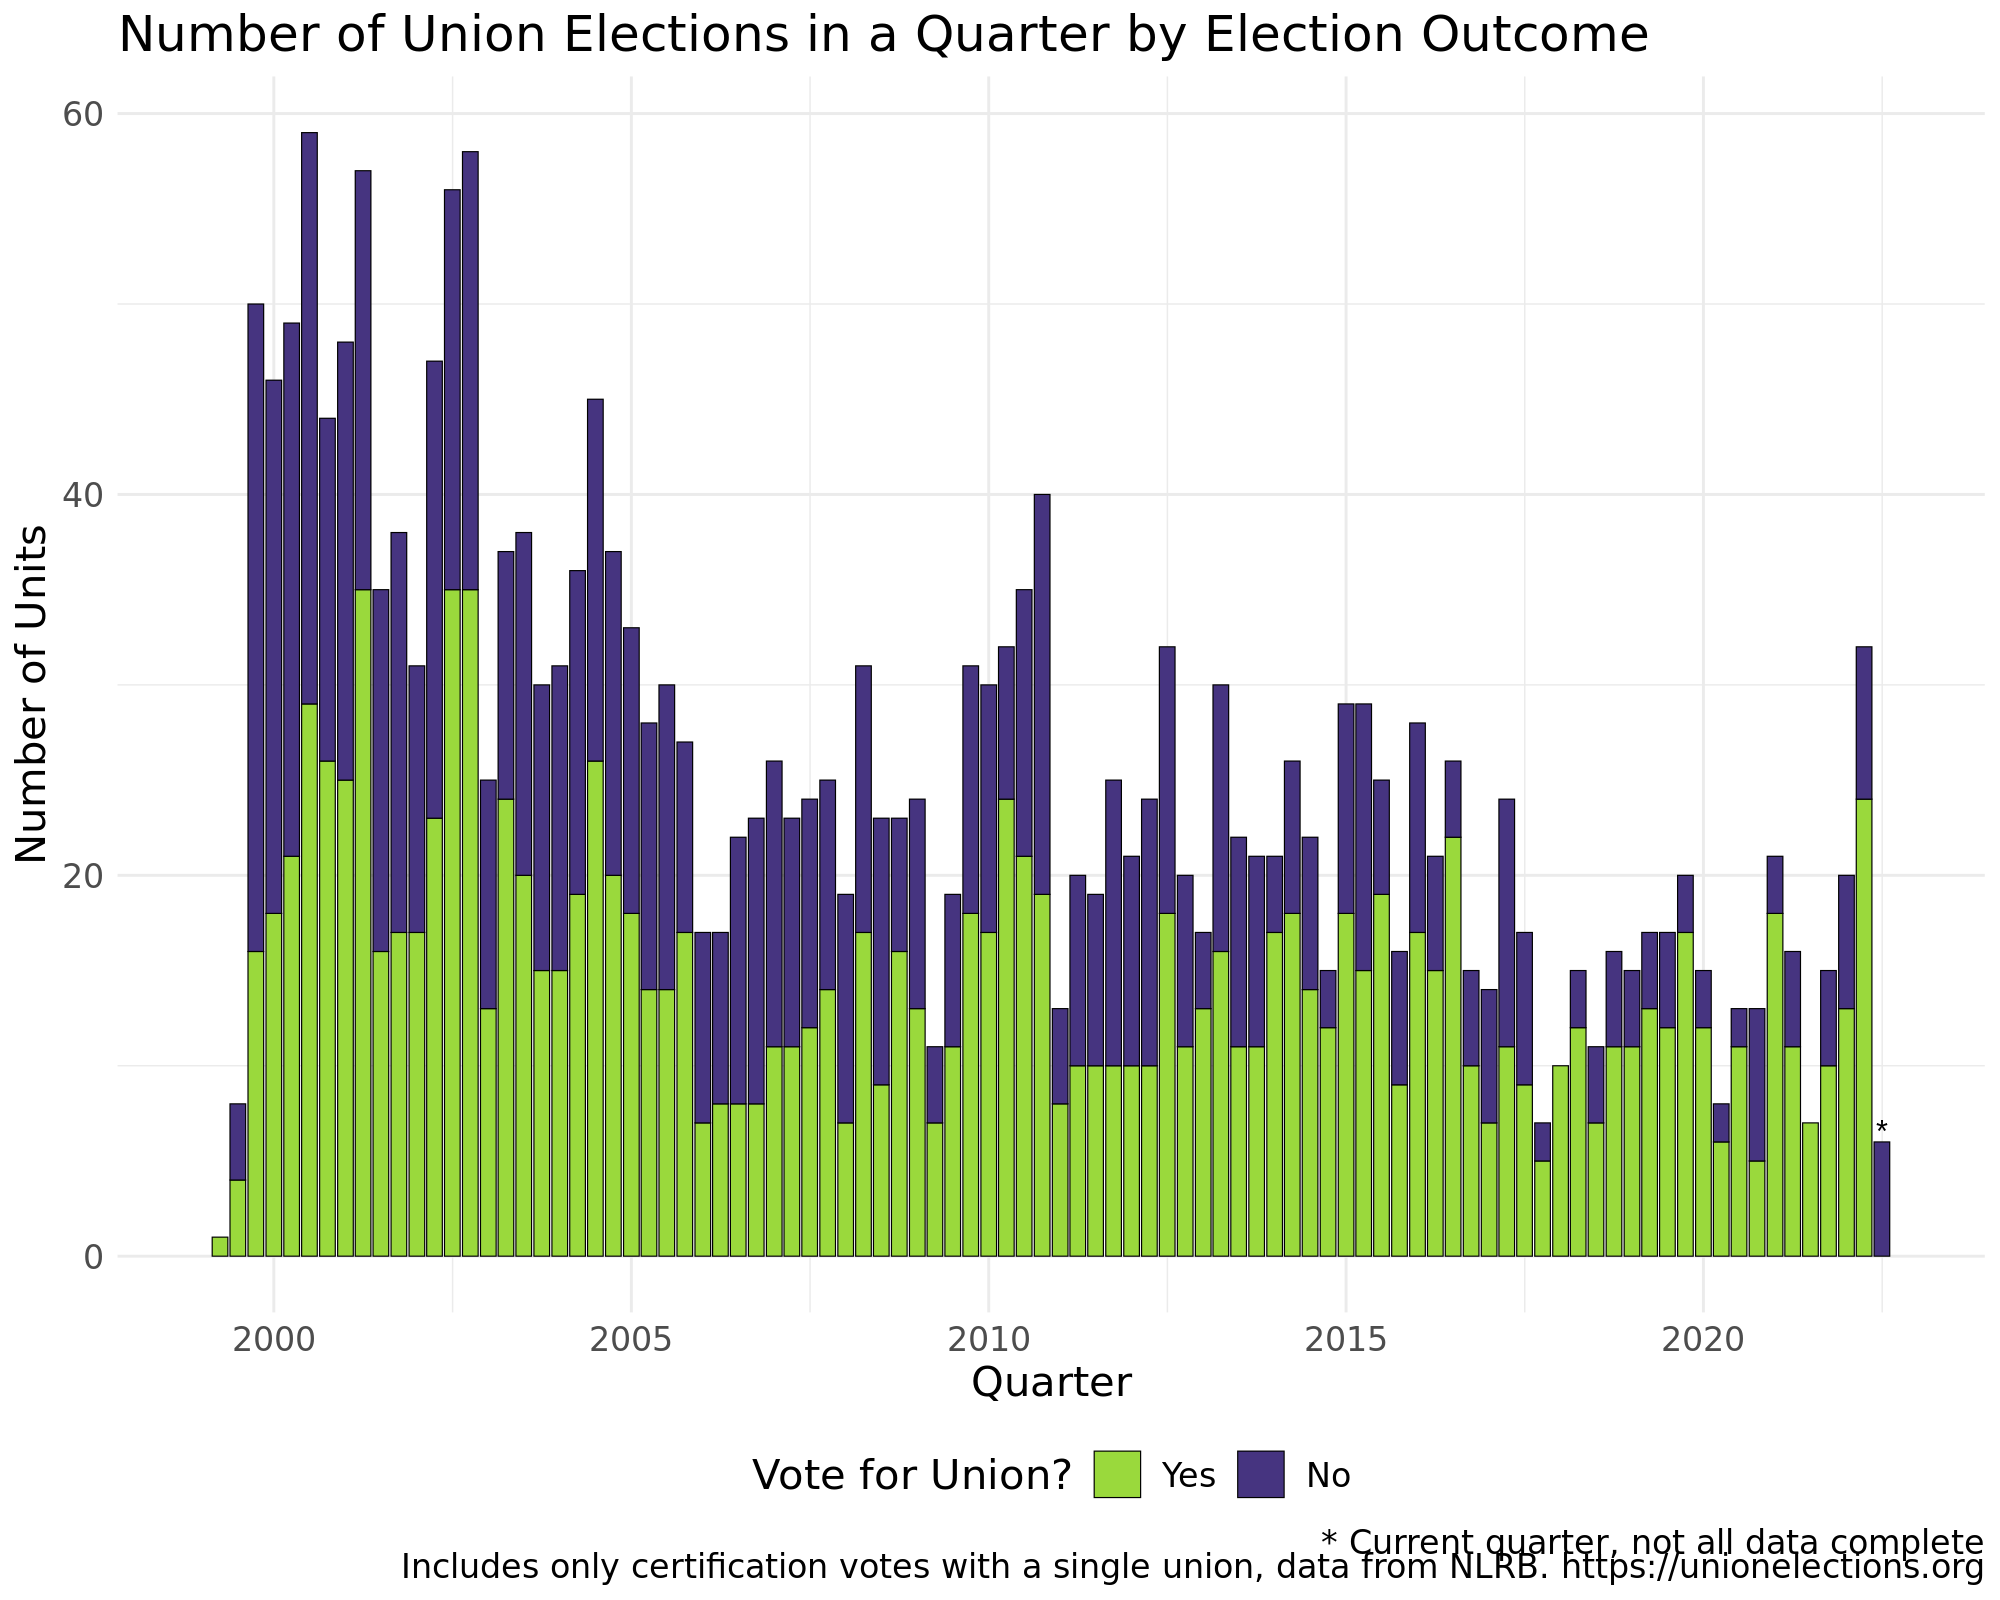 Number of Union Elections in a Quarter by Election Outcome
60
40
20
0
Number of Units
*
2000 2005 2010 2015 2020
Quarter
Vote for Union? Yes No
* Current quarter, not all data complete
Includes only certification votes with a single union, data from NLRB. https://unionelections.org